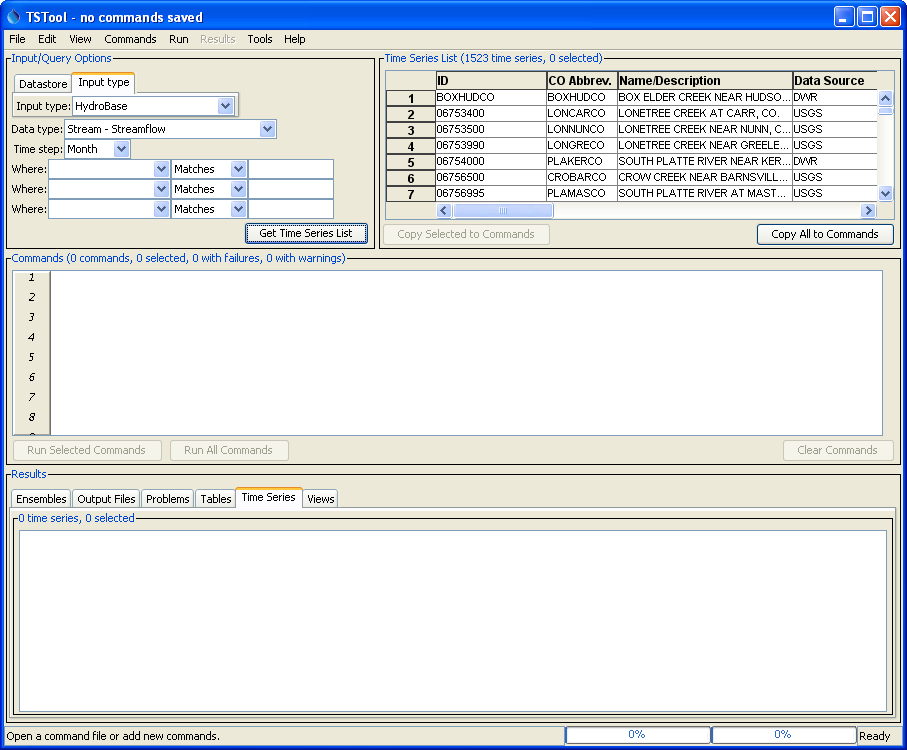 TSTool - no commands saved
File Edit View Commands Run Results Tools Help
Input/Query Options
Datastore Input type
Input type: HydroBase
Data type: Stream - Streamflow
Time step: Month
Where: Matches
Where: Matches
Where: Matches
Get Time Series List
Time Series List (1523 time series, 0 selected)
ID CO Abbrev. Name/Description Data Source
1 BOXHUDCO BOXHUDCO BOX ELDER CREEK NEAR HUDSO... DWR
2 06753400 LONCARCO LONETREE CREEK AT CARR, CO. USGS
3 06753500 LONNUNCO LONETREE CREEK NEAR NUNN, C... USGS
4 06753990 LONGRECO LONETREE CREEK NEAR GREELE... USGS
5 06754000 PLAKERCO SOUTH PLATTE RIVER NEAR KER... DWR
6 06756500 CROBARCO CROW CREEK NEAR BARNSVILL... USGS
7 06756995 PLAMASCO SOUTH PLATTE RIVER AT MAST... USGS
Copy Selected to Commands Copy All to Commands
Commands (0 commands, 0 selected, 0 with failures, 0 with warnings)
1
2
3
4
5
6
7
8
Run Selected Commands Run All Commands Clear Commands
Results
Ensembles Output Files Problems Tables Time Series Views
0 time series, 0 selected
Open a command file or add new commands. 0% 0% Ready